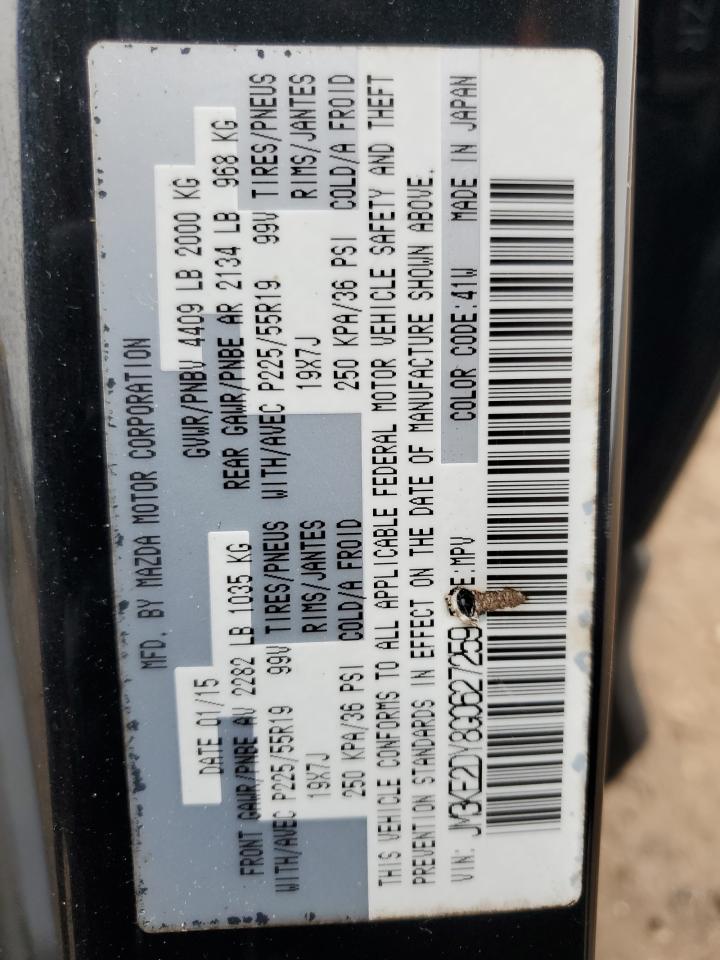 MFD. BY MAZDA MOTOR CORPORATION
DATE 01/15 GVWR/PNBV 4409 LB 2000 KG
FRONT GAWR/PNBE AV 2282 LB 1035 KG REAR GAWR/PNBE AR 2134 LB 968 KG
WITH/AVEC P225/55R19 99V TIRES/PNEUS WITH/AVEC P225/55R19 99V TIRES/PNEUS
19X7J RIMS/JANTES 19X7J RIMS/JANTES
250 KPA/36 PSI COLD/A FROID 250 KPA/36 PSI COLD/A FROID
THIS VEHICLE CONFORMS TO ALL APPLICABLE FEDERAL MOTOR VEHICLE SAFETY AND THEFT
PREVENTION STANDARDS IN EFFECT ON THE DATE OF MANUFACTURE SHOWN ABOVE.
VIN: :MPV COLOR CODE:41W MADE IN JAPAN